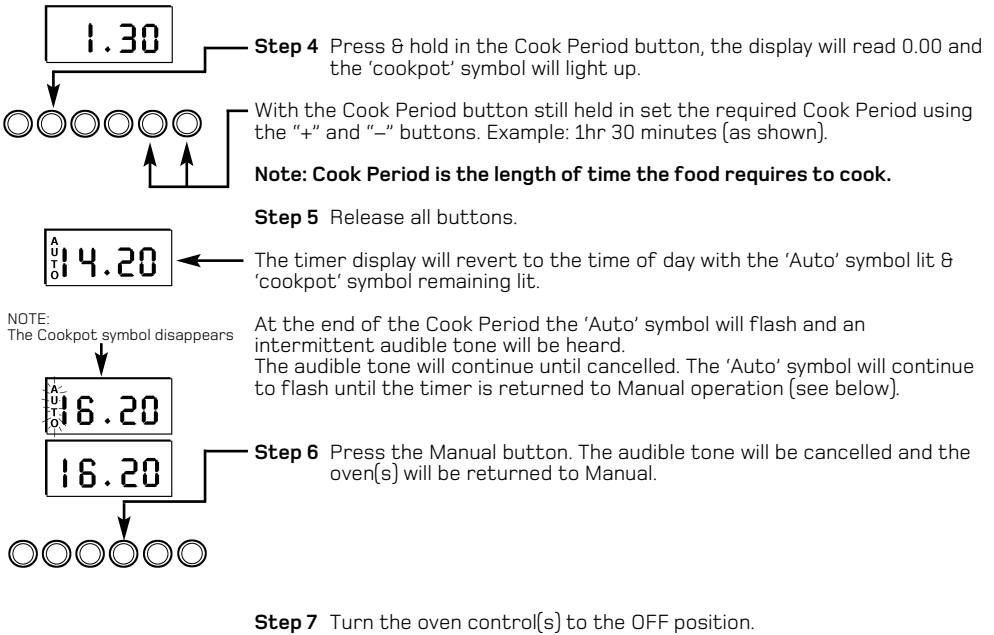 1.30
Step 4 Press & hold in the Cook Period button, the display will read 0.00 and
the ‘cookpot’ symbol will light up.
With the Cook Period button still held in set the required Cook Period using
the “+” and “–” buttons. Example: 1hr 30 minutes (as shown).
Note: Cook Period is the length of time the food requires to cook.
Step 5 Release all buttons.
AUTO
14.20
The timer display will revert to the time of day with the ‘Auto’ symbol lit &
‘cookpot’ symbol remaining lit.
NOTE:
The Cookpot symbol disappears
At the end of the Cook Period the ‘Auto’ symbol will flash and an
intermittent audible tone will be heard.
The audible tone will continue until cancelled. The ‘Auto’ symbol will continue
to flash until the timer is returned to Manual operation (see below).
AUTO
16.20
16.20
Step 6 Press the Manual button. The audible tone will be cancelled and the
oven(s) will be returned to Manual.
Step 7 Turn the oven control(s) to the OFF position.